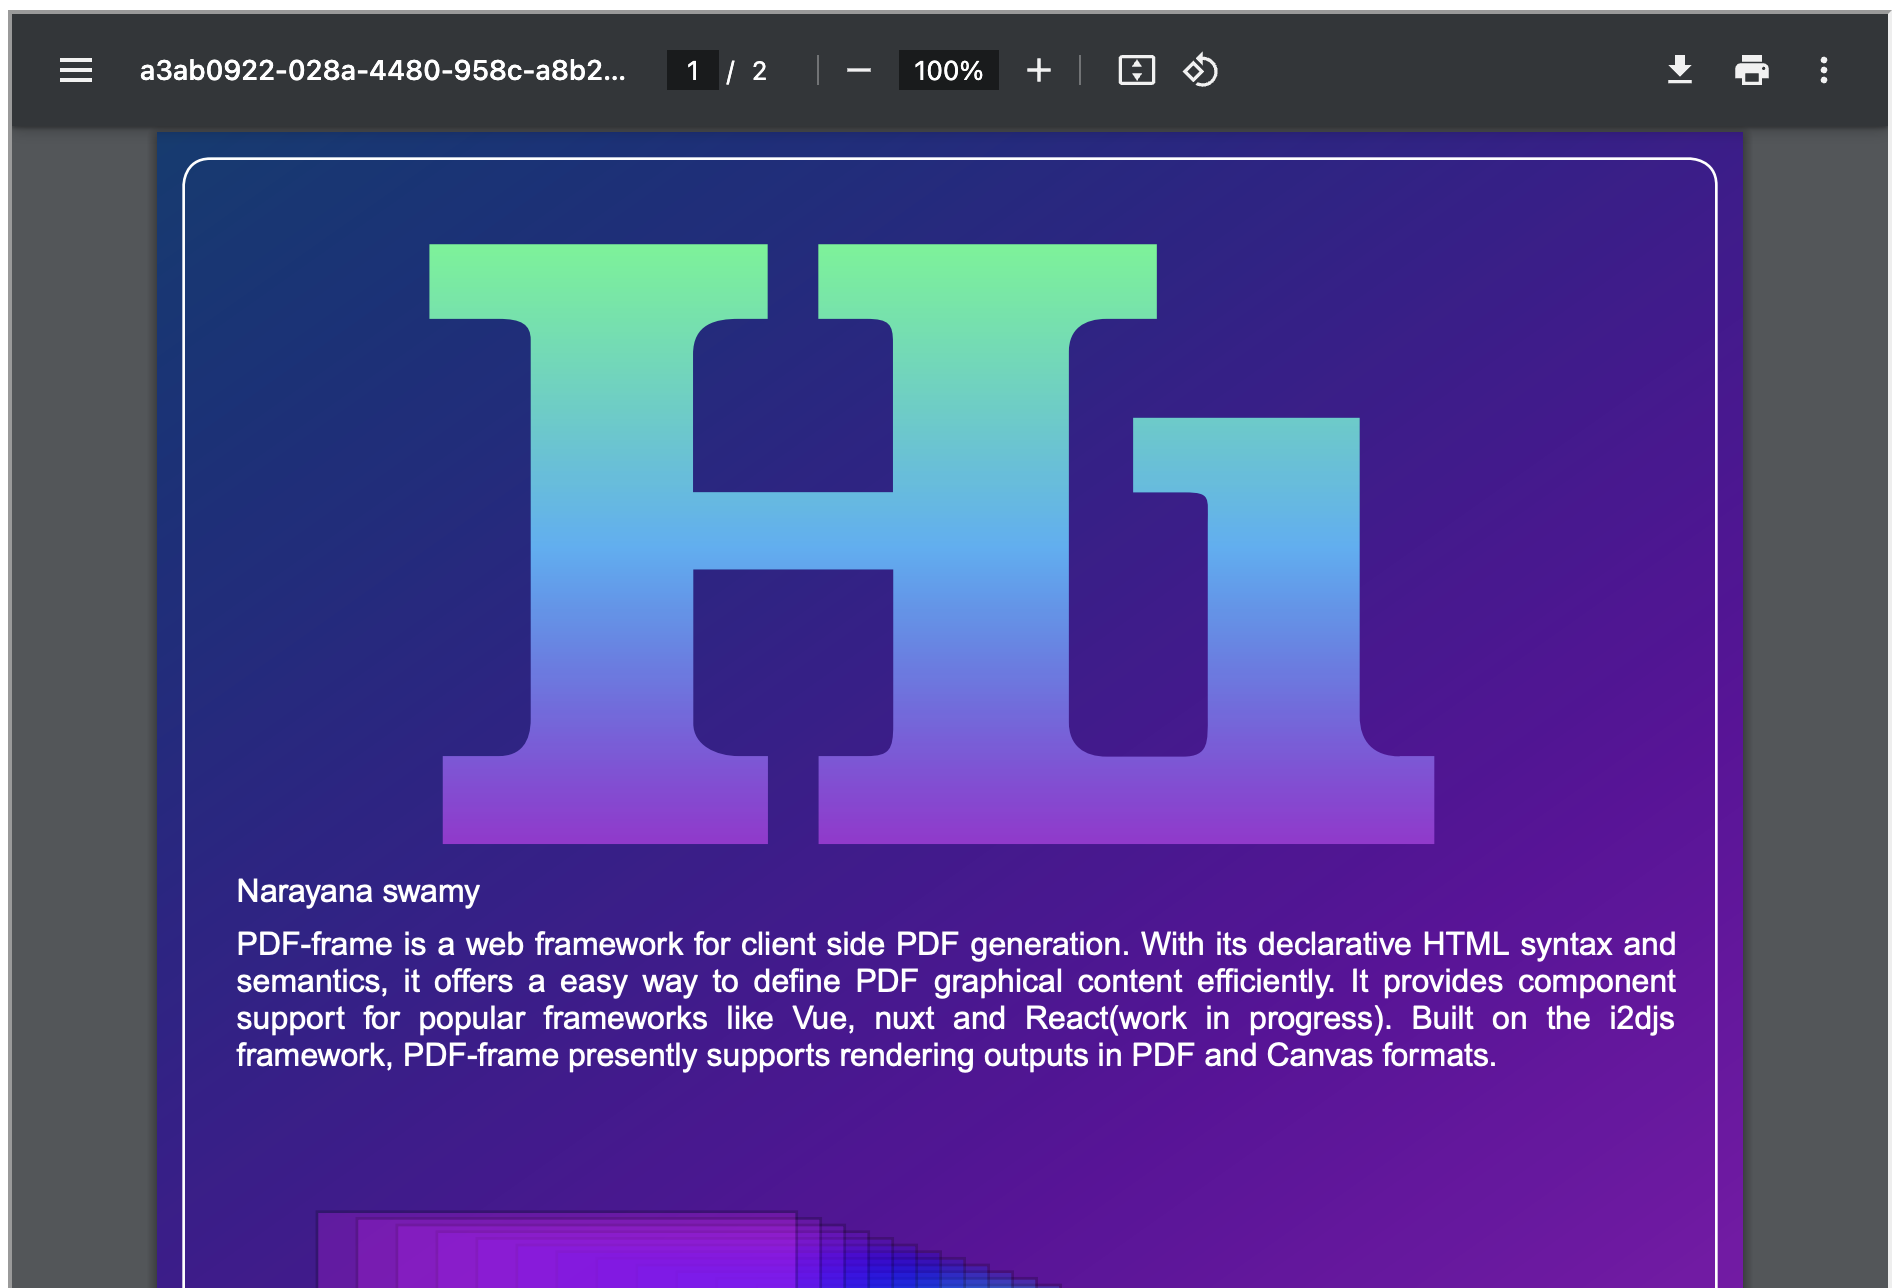 a3ab0922-028a-4480-958c-a8b2... 1 / 2 100%
Hi
Narayana swamy
PDF-frame is a web framework for client side PDF generation. With its declarative HTML syntax and
semantics, it offers a easy way to define PDF graphical content efficiently. It provides component
support for popular frameworks like Vue, nuxt and React(work in progress). Built on the i2djs
framework, PDF-frame presently supports rendering outputs in PDF and Canvas formats.